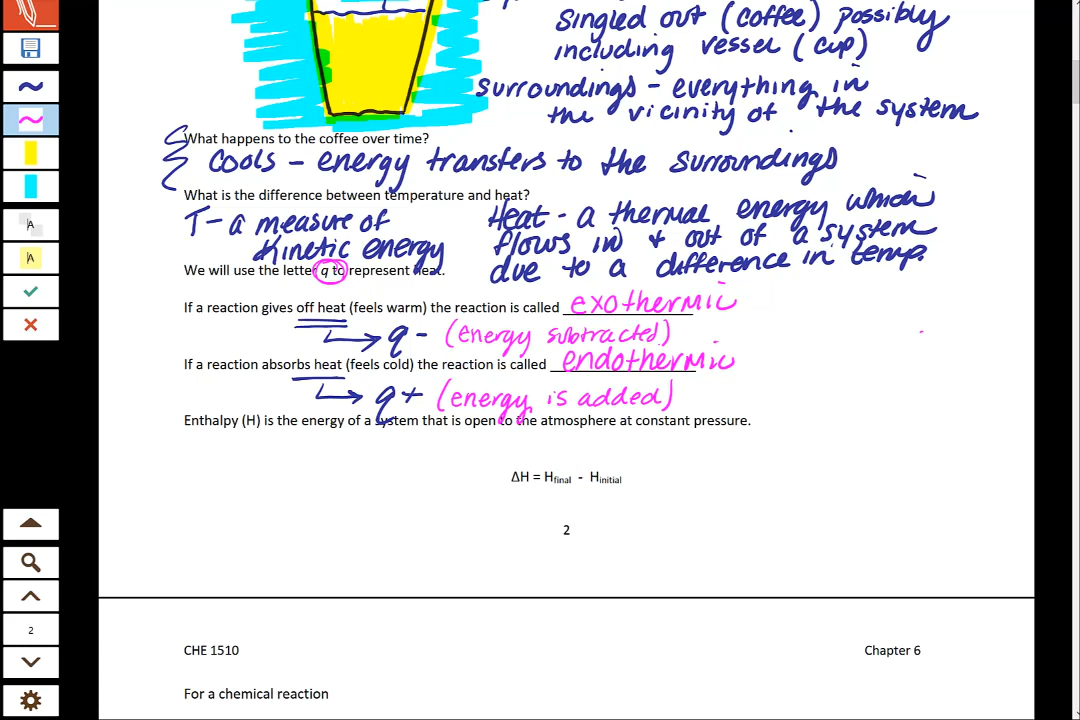 singled out (coffee) possibly
including vessel (cup)
surroundings - everything in
the vicinity of the system
What happens to the coffee over time?
Cools - energy transfers to the surroundings
What is the difference between temperature and heat?
T - a measure of
kinetic energy
Heat - a thermal energy which
flows in + out of a system
due to a difference in temp.
We will use the letter q to represent heat.
If a reaction gives off heat (feels warm) the reaction is called exothermic
q - (energy subtracted)
If a reaction absorbs heat (feels cold) the reaction is called endothermic
q + (energy is added)
Enthalpy (H) is the energy of a system that is open to the atmosphere at constant pressure.
ΔH = Hfinal - Hinitial
2
2
CHE 1510
Chapter 6
For a chemical reaction